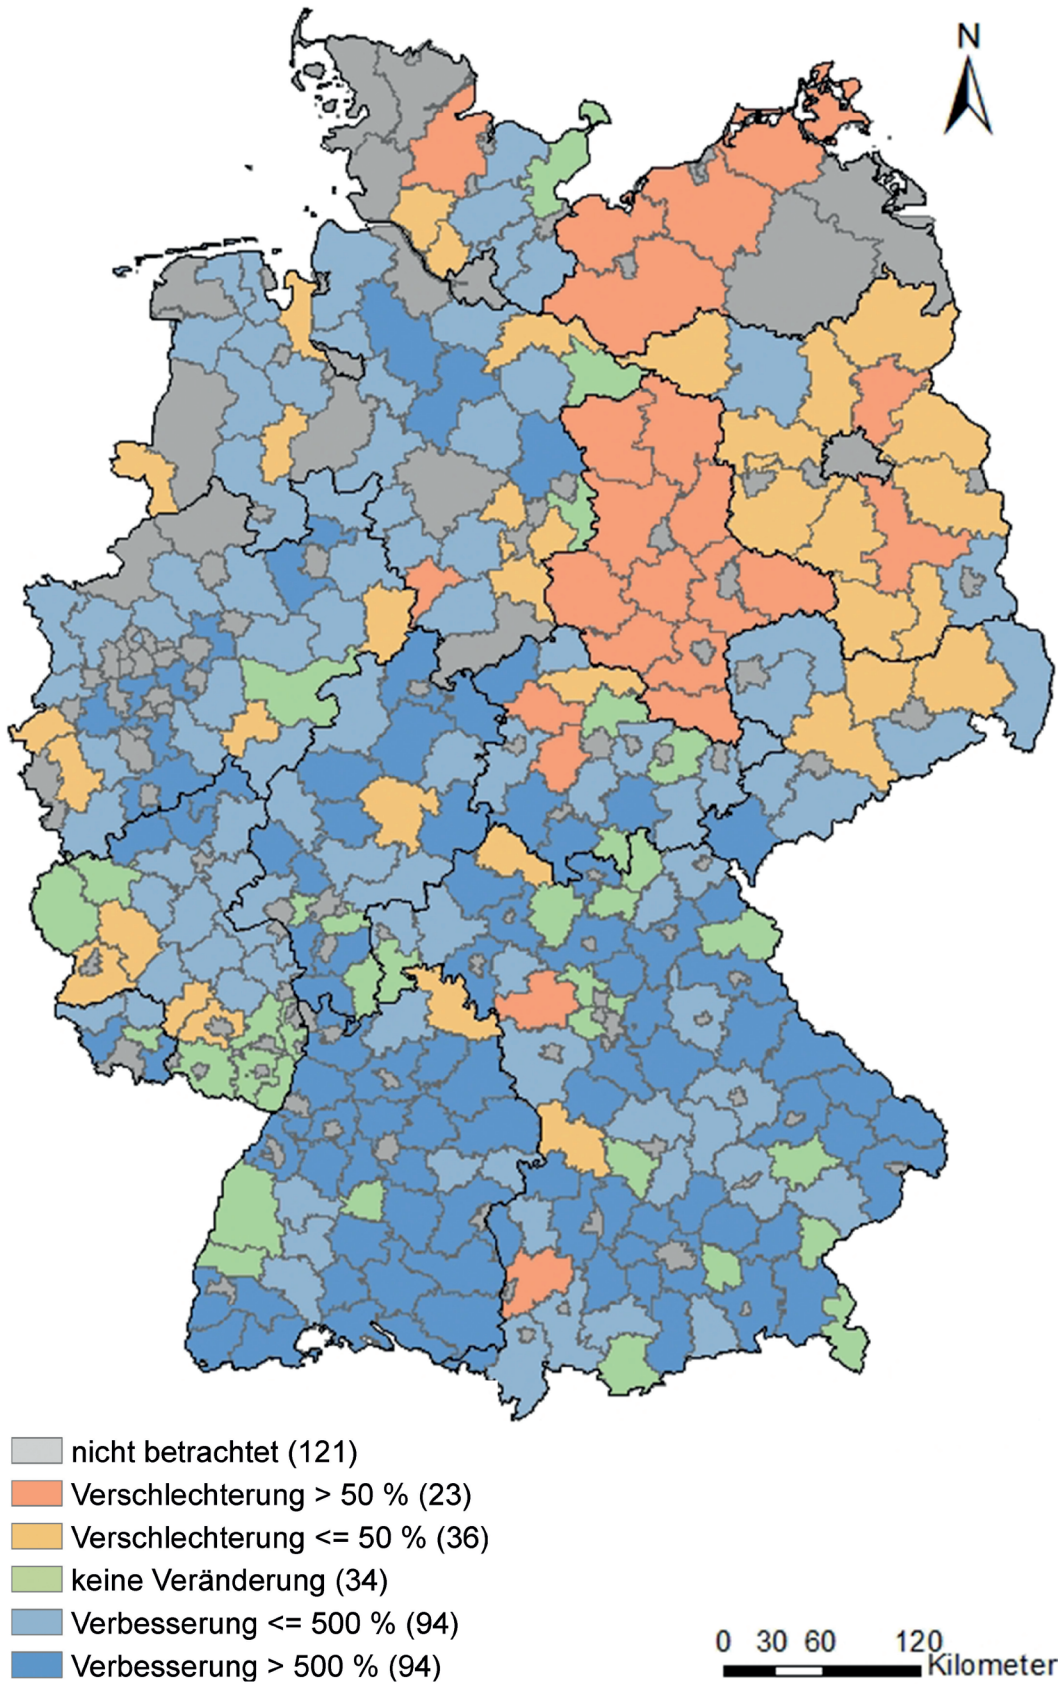 N
nicht betrachtet (121)
Verschlechterung > 50 % (23)
Verschlechterung <= 50 % (36)
keine Veränderung (34)
Verbesserung <= 500 % (94)
Verbesserung > 500 % (94)
0 30 60 120
Kilometer